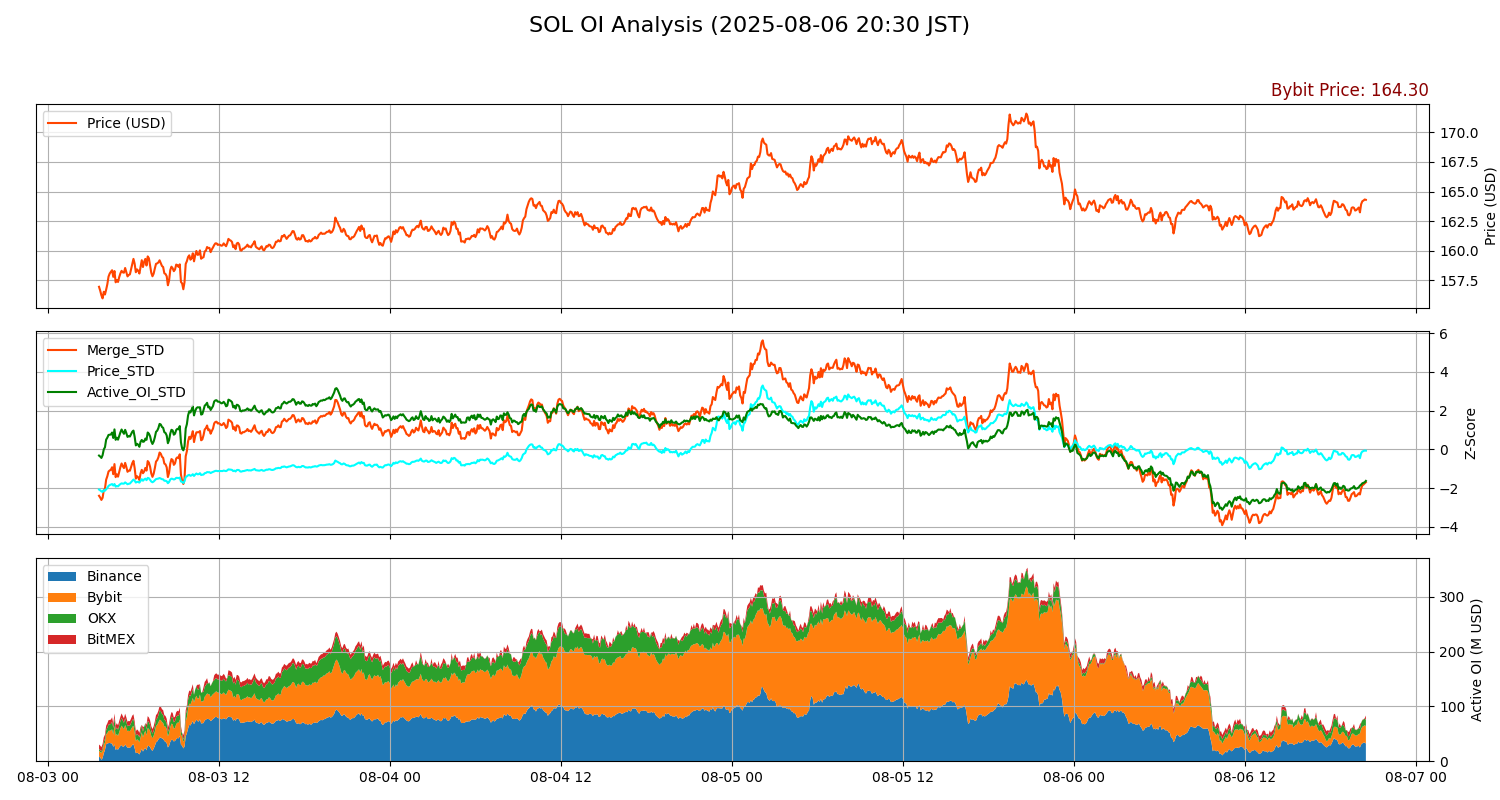 SOL OI Analysis (2025-08-06 20:30 JST)
Bybit Price: 164.30
Price (USD)
170.0
167.5
165.0
162.5
160.0
157.5
Price (USD)
Merge_STD
Price_STD
Active_OI_STD
6
4
2
0
−2
−4
Z-Score
Binance
Bybit
OKX
BitMEX
300
200
100
0
Active OI (M USD)
08-03 00
08-03 12
08-04 00
08-04 12
08-05 00
08-05 12
08-06 00
08-06 12
08-07 00